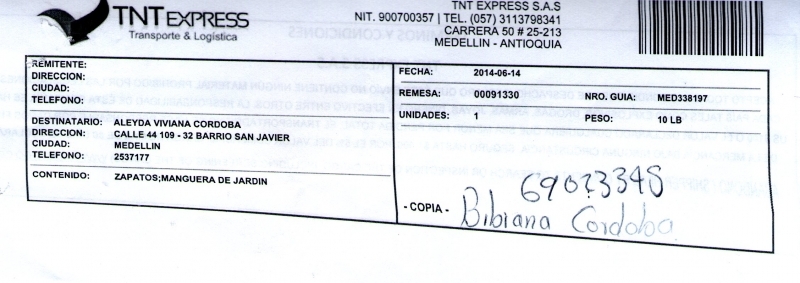 TNT EXPRESS
Transporte & Logística
TNT EXPRESS S.A.S
NIT. 900700357 | TEL. (057) 3113798341
CARRERA 50 # 25-213
MEDELLIN - ANTIOQUIA
REMITENTE:
DIRECCION:
CIUDAD:
TELEFONO:
DESTINATARIO: ALEYDA VIVIANA CORDOBA
DIRECCION: CALLE 44 109 - 32 BARRIO SAN JAVIER
CIUDAD: MEDELLIN
TELEFONO: 2537177
CONTENIDO: ZAPATOS;MANGUERA DE JARDIN
FECHA: 2014-06-14
REMESA: 00091330 NRO. GUIA: MED338197
UNIDADES: 1 PESO: 10 LB
- COPIA -
Bibiana Cordoba